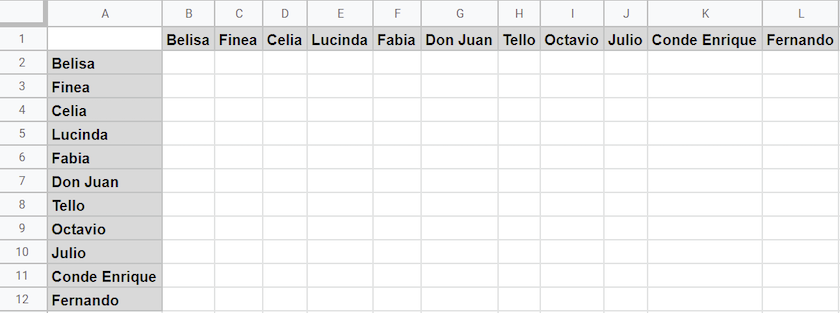 A B C D E F G H I J K L
1 Belisa Finea Celia Lucinda Fabia Don Juan Tello Octavio Julio Conde Enrique Fernando
2 Belisa
3 Finea
4 Celia
5 Lucinda
6 Fabia
7 Don Juan
8 Tello
9 Octavio
10 Julio
11 Conde Enrique
12 Fernando